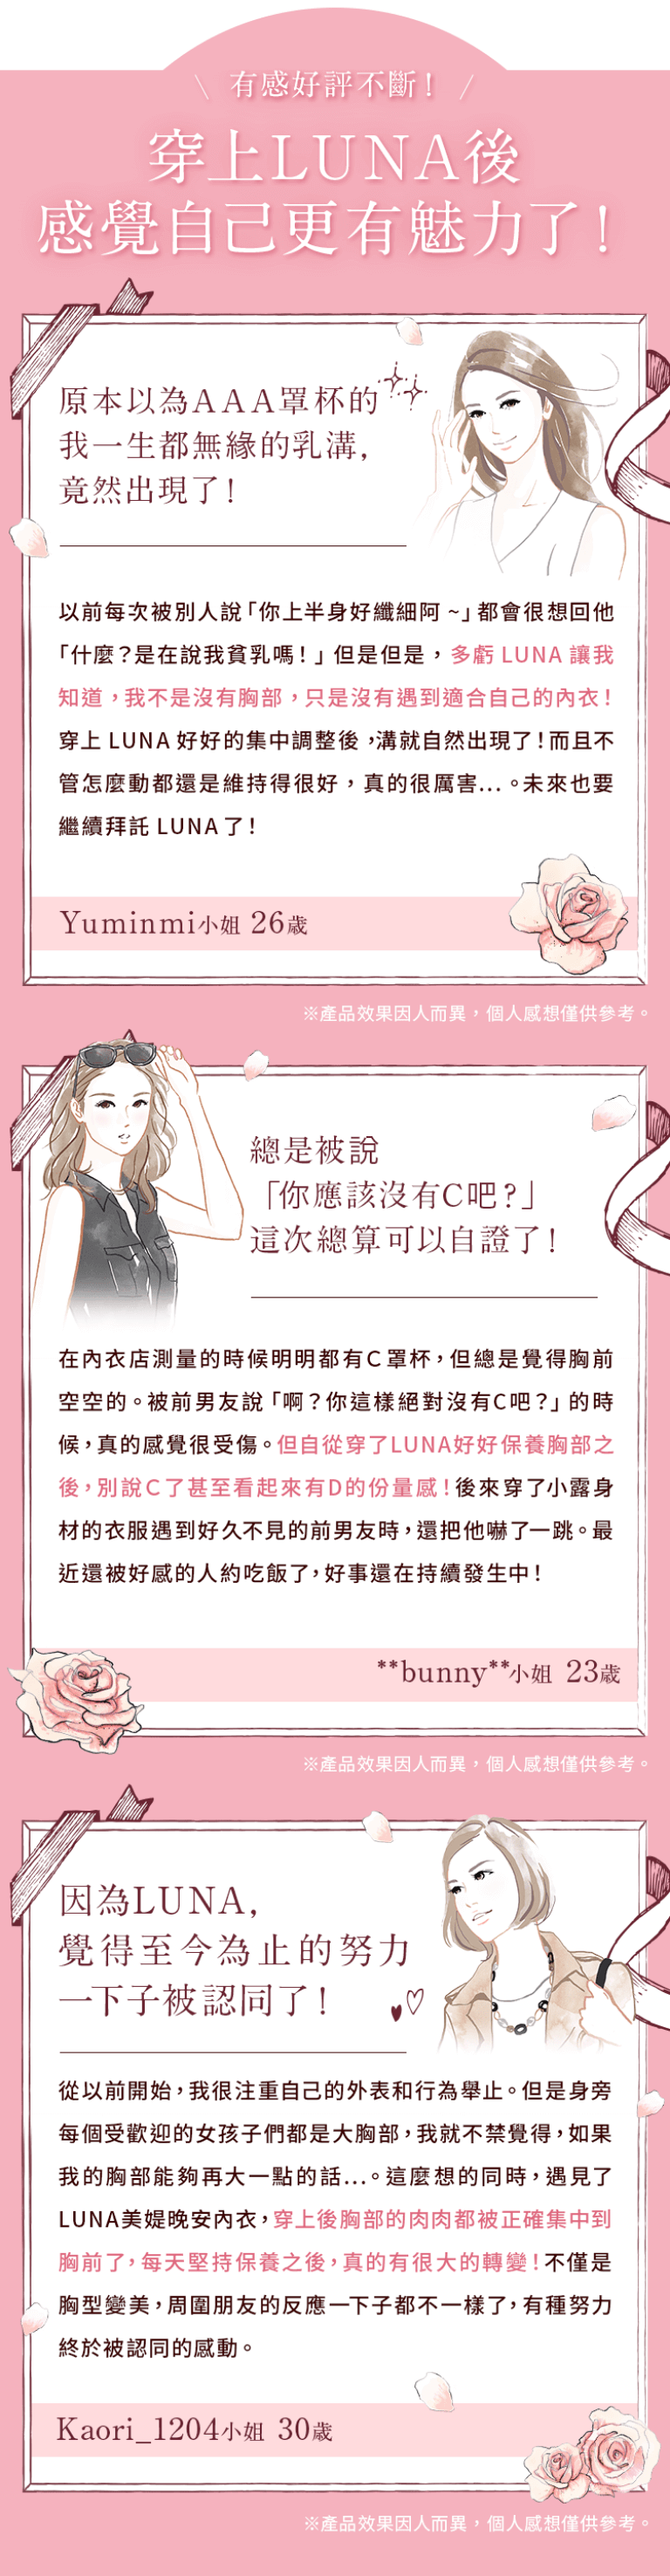 \ 有感好評不斷！ /
穿上LUNA後
感覺自己更有魅力了！
原本以為AAA罩杯的
我一生都無緣的乳溝，
竟然出現了！
以前每次被別人說「你上半身好纖細阿 ~」都會很想回他
「什麼？是在說我貧乳嗎！」但是但是，多虧 LUNA 讓我
知道，我不是沒有胸部，只是沒有遇到適合自己的內衣！
穿上 LUNA 好好的集中調整後，溝就自然出現了！而且不
管怎麼動都還是維持得很好，真的很厲害…。未來也要
繼續拜託 LUNA 了！
Yuminmi小姐 26歲
※產品效果因人而異，個人感想僅供參考。
總是被說
「你應該沒有C吧？」
這次總算可以自證了！
在內衣店測量的時候明明都有C罩杯，但總是覺得胸前
空空的。被前男友說「啊？你這樣絕對沒有C吧？」的時
候，真的感覺很受傷。但自從穿了LUNA好好保養胸部之
後，別說C了甚至看起來有D的份量感！後來穿了小露身
材的衣服遇到好久不見的前男友時，還把他嚇了一跳。最
近還被好感的人約吃飯了，好事還在持續發生中！
**bunny**小姐 23歲
※產品效果因人而異，個人感想僅供參考。
因為LUNA，
覺得至今為止的努力
一下子被認同了！
從以前開始，我很注重自己的外表和行為舉止。但是身旁
每個受歡迎的女孩子們都是大胸部，我就不禁覺得，如果
我的胸部能夠再大一點的話…。這麼想的同時，遇見了
LUNA美媞晚安內衣，穿上後胸部的肉肉都被正確集中到
胸前了，每天堅持保養之後，真的有很大的轉變！不僅是
胸型變美，周圍朋友的反應一下子都不一樣了，有種努力
終於被認同的感動。
Kaori_1204小姐 30歲
※產品效果因人而異，個人感想僅供參考。